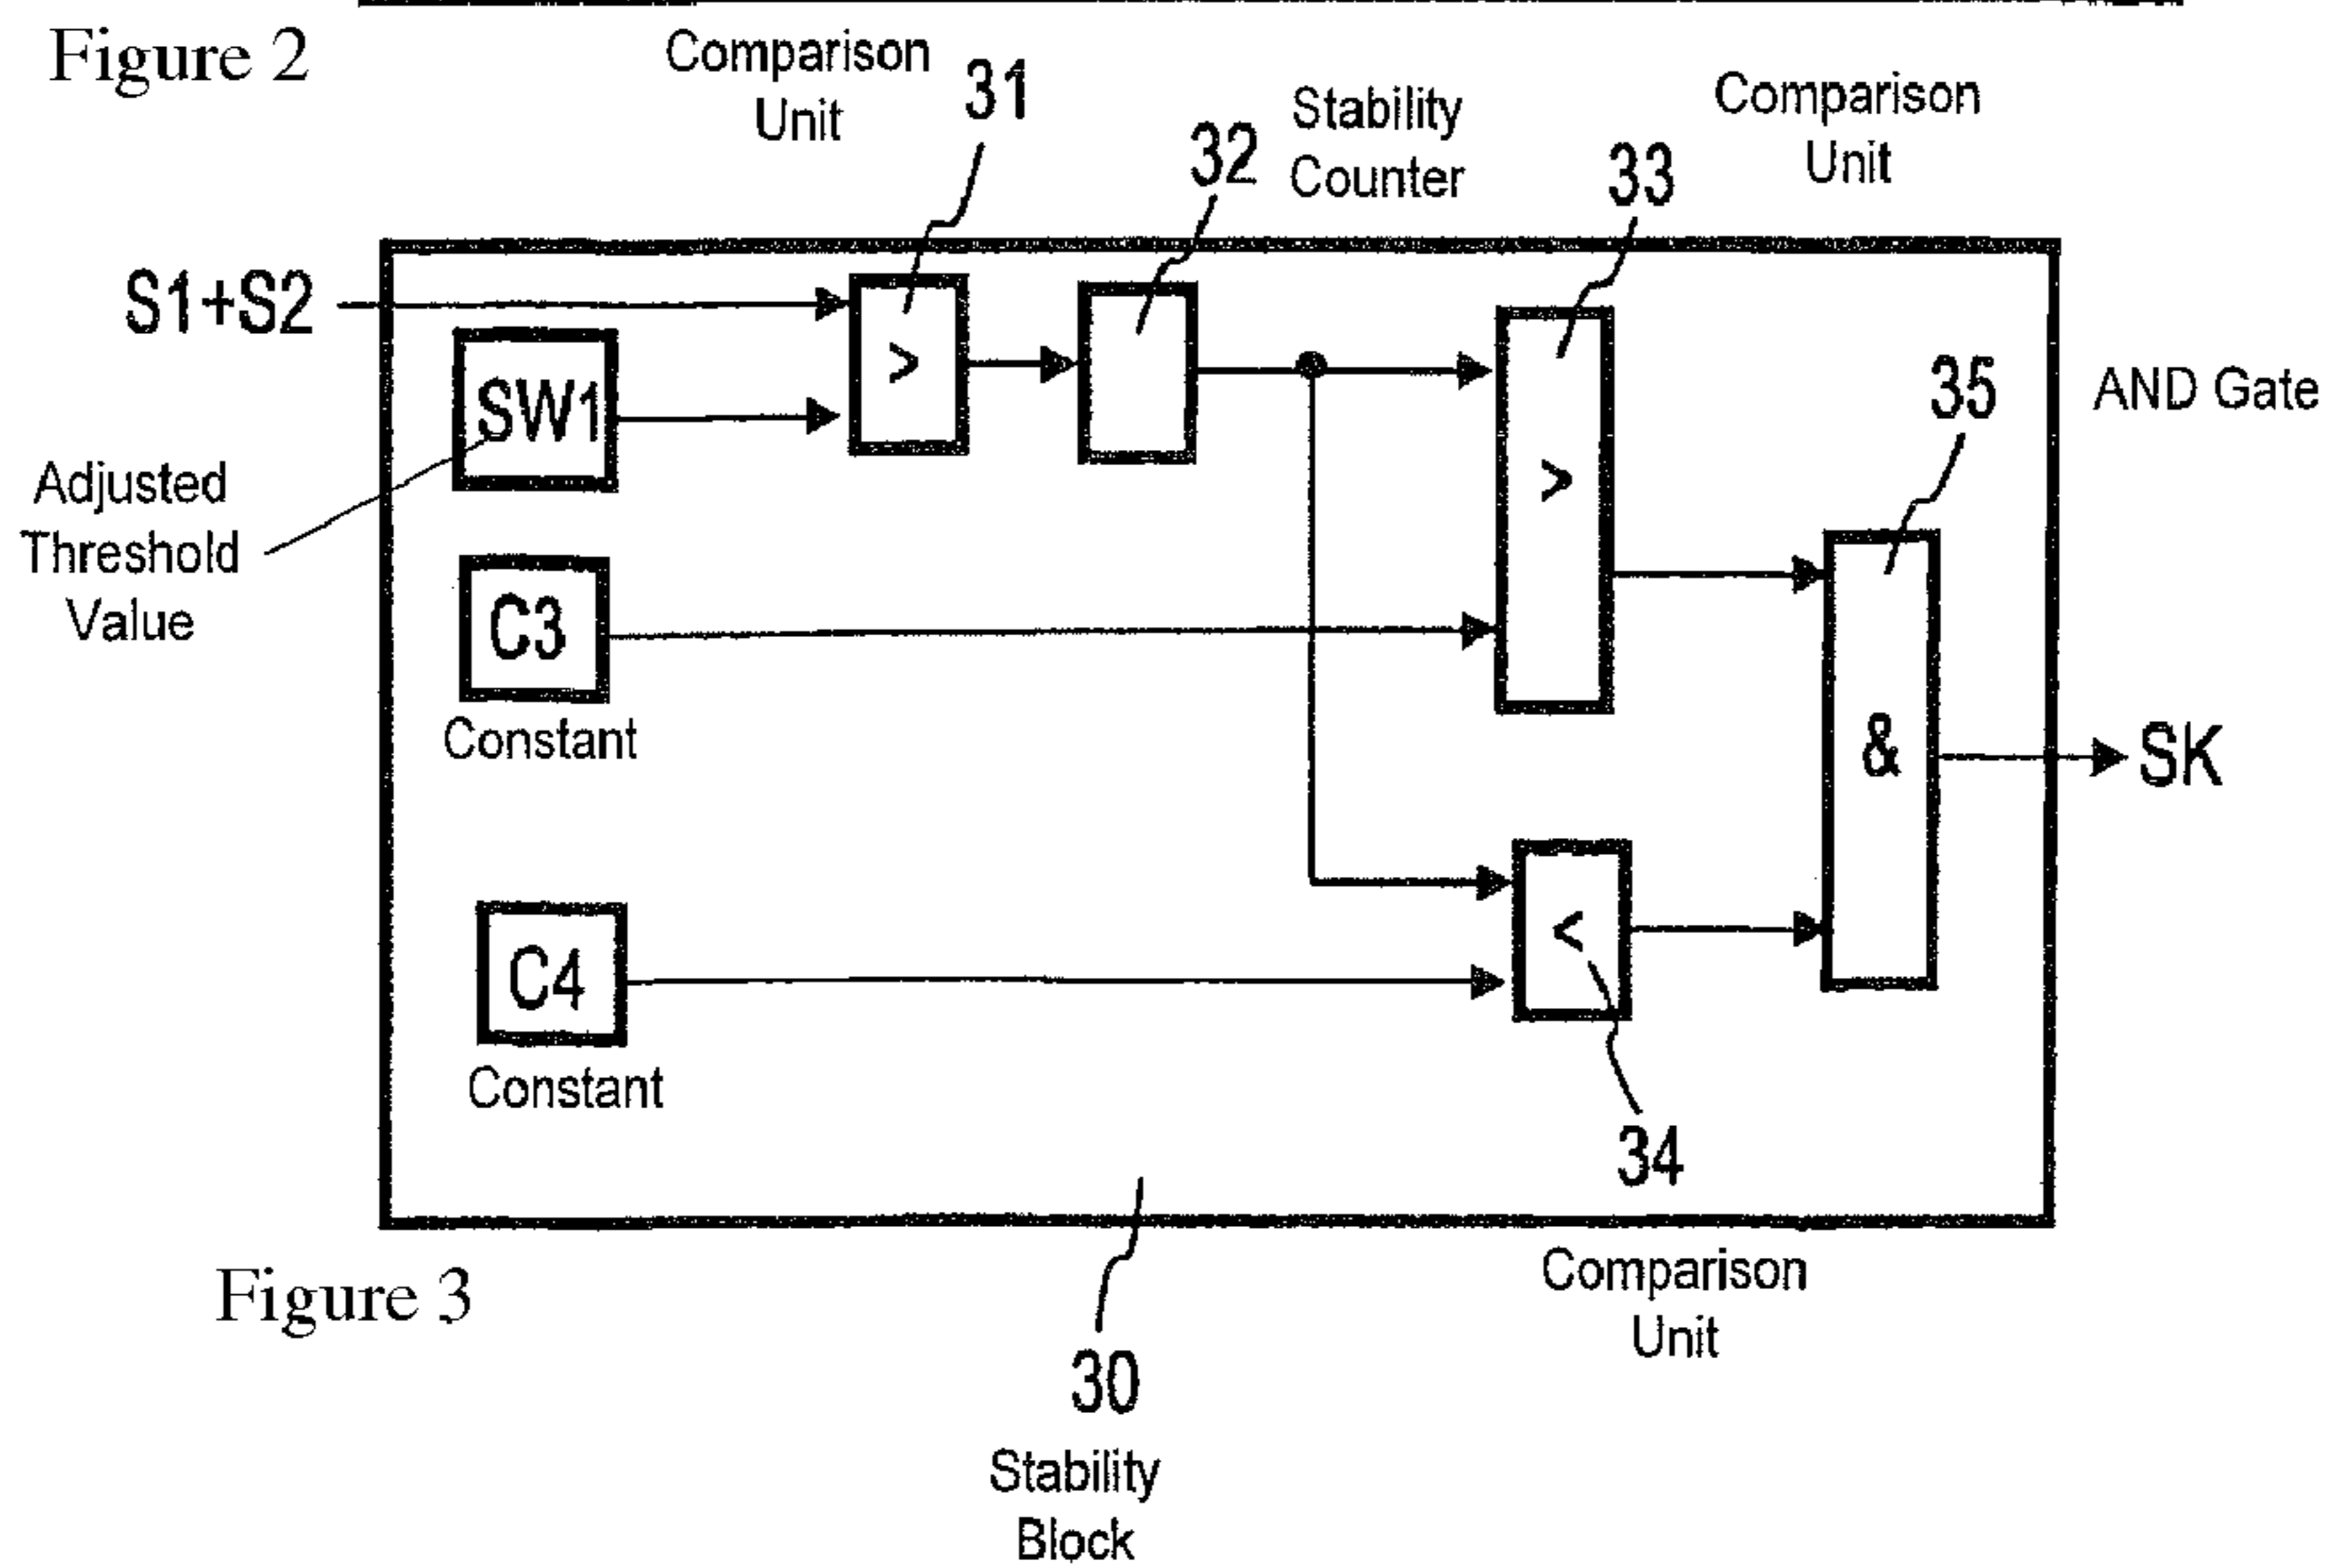 Figure 2
Comparison
Unit
31
32
Stability
Counter
33
Comparison
Unit
S1+S2
>
SW1
35
AND Gate
Adjusted
Threshold
Value
>
C3
Constant
&
SK
<
C4
Constant
34
Figure 3
Comparison
Unit
30
Stability
Block